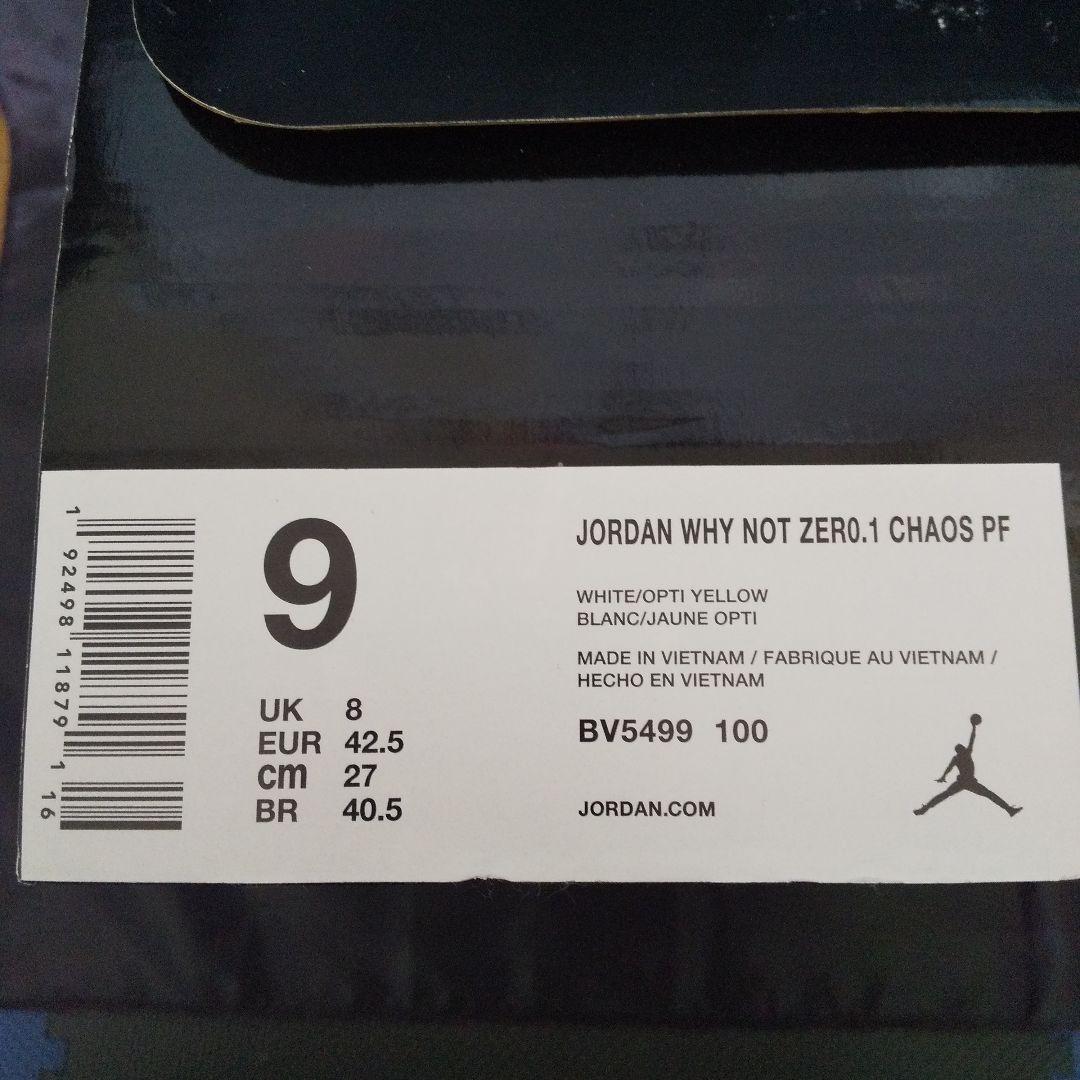 1 92498 11879 1 16
9
UK 8
EUR 42.5
cm 27
BR 40.5
JORDAN WHY NOT ZER0.1 CHAOS PF
WHITE/OPTI YELLOW
BLANC/JAUNE OPTI
MADE IN VIETNAM / FABRIQUE AU VIETNAM /
HECHO EN VIETNAM
BV5499 100
JORDAN.COM